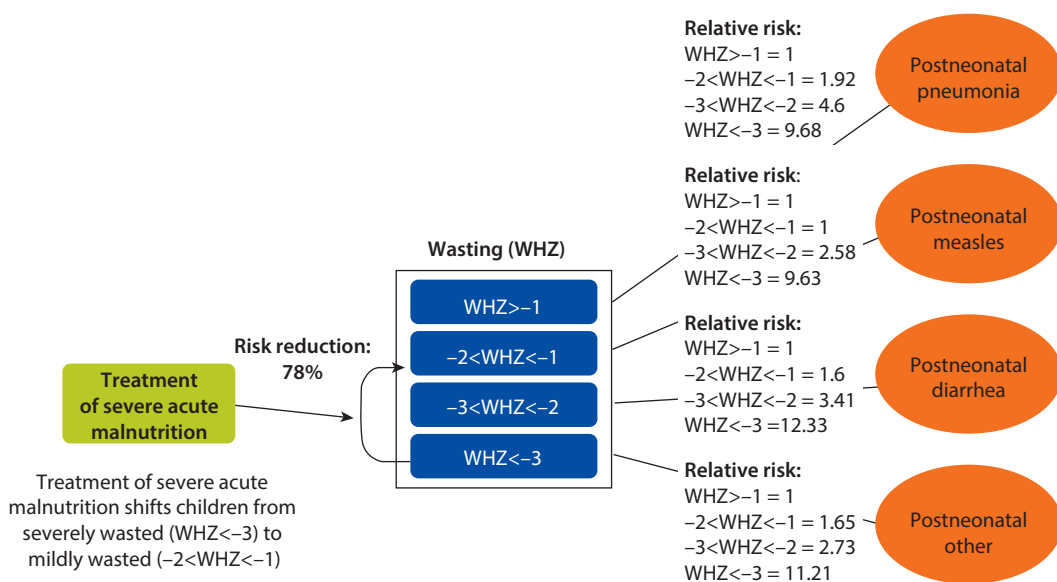 Relative risk:
WHZ>–1 = 1
–2<WHZ<–1 = 1.92
–3<WHZ<–2 = 4.6
WHZ<–3 = 9.68
Postneonatal
pneumonia
Relative risk:
WHZ>–1 = 1
–2<WHZ<–1 = 1
–3<WHZ<–2 = 2.58
WHZ<–3 = 9.63
Postneonatal
measles
Wasting (WHZ)
WHZ>–1
–2<WHZ<–1
–3<WHZ<–2
WHZ<–3
Risk reduction:
78%
Treatment
of severe acute
malnutrition
Treatment of severe acute
malnutrition shifts children from
severely wasted (WHZ<–3) to
mildly wasted (–2<WHZ<–1)
Relative risk:
WHZ>–1 = 1
–2<WHZ<–1 = 1.6
–3<WHZ<–2 = 3.41
WHZ<–3 =12.33
Postneonatal
diarrhea
Relative risk:
WHZ>–1 = 1
–2<WHZ<–1 = 1.65
–3<WHZ<–2 = 2.73
WHZ<–3 = 11.21
Postneonatal
other